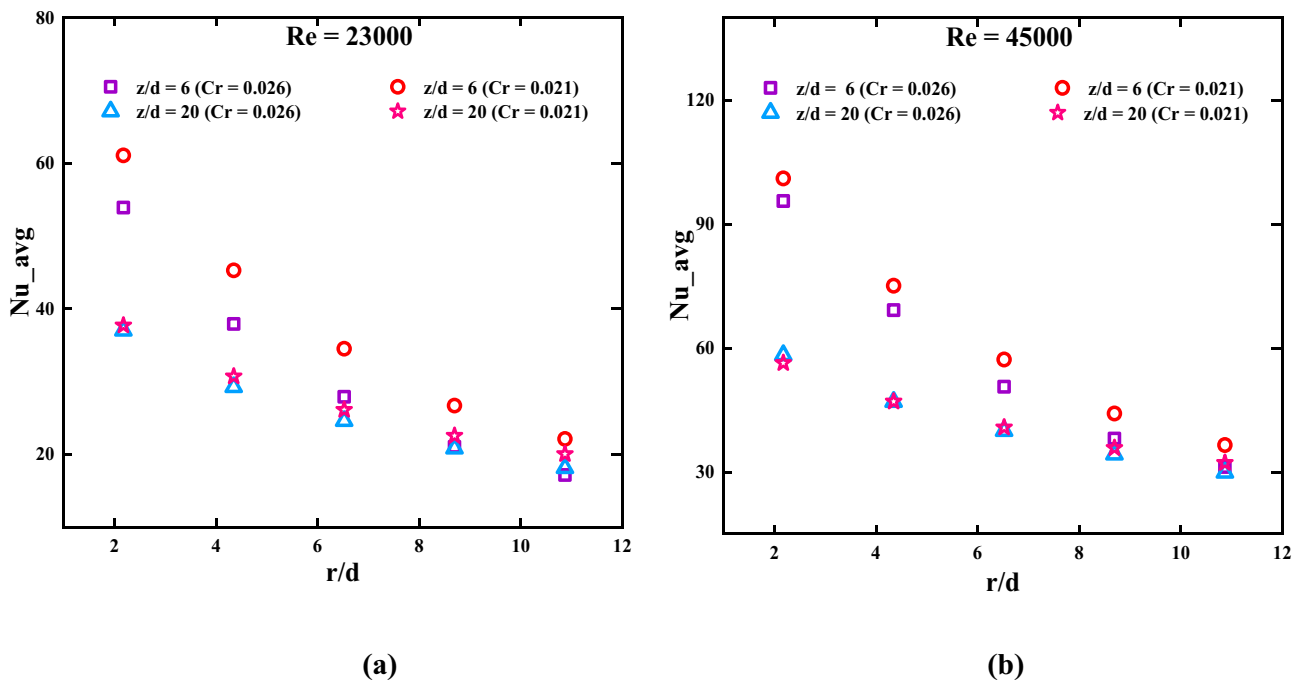 Re = 23000
z/d = 6 (Cr = 0.026)
z/d = 6 (Cr = 0.021)
z/d = 20 (Cr = 0.026)
z/d = 20 (Cr = 0.021)
80
60
40
20
Nu_avg
2 4 6 8 10 12
r/d
(a)
Re = 45000
z/d = 6 (Cr = 0.026)
z/d = 6 (Cr = 0.021)
z/d = 20 (Cr = 0.026)
z/d = 20 (Cr = 0.021)
120
90
60
30
Nu_avg
2 4 6 8 10 12
r/d
(b)